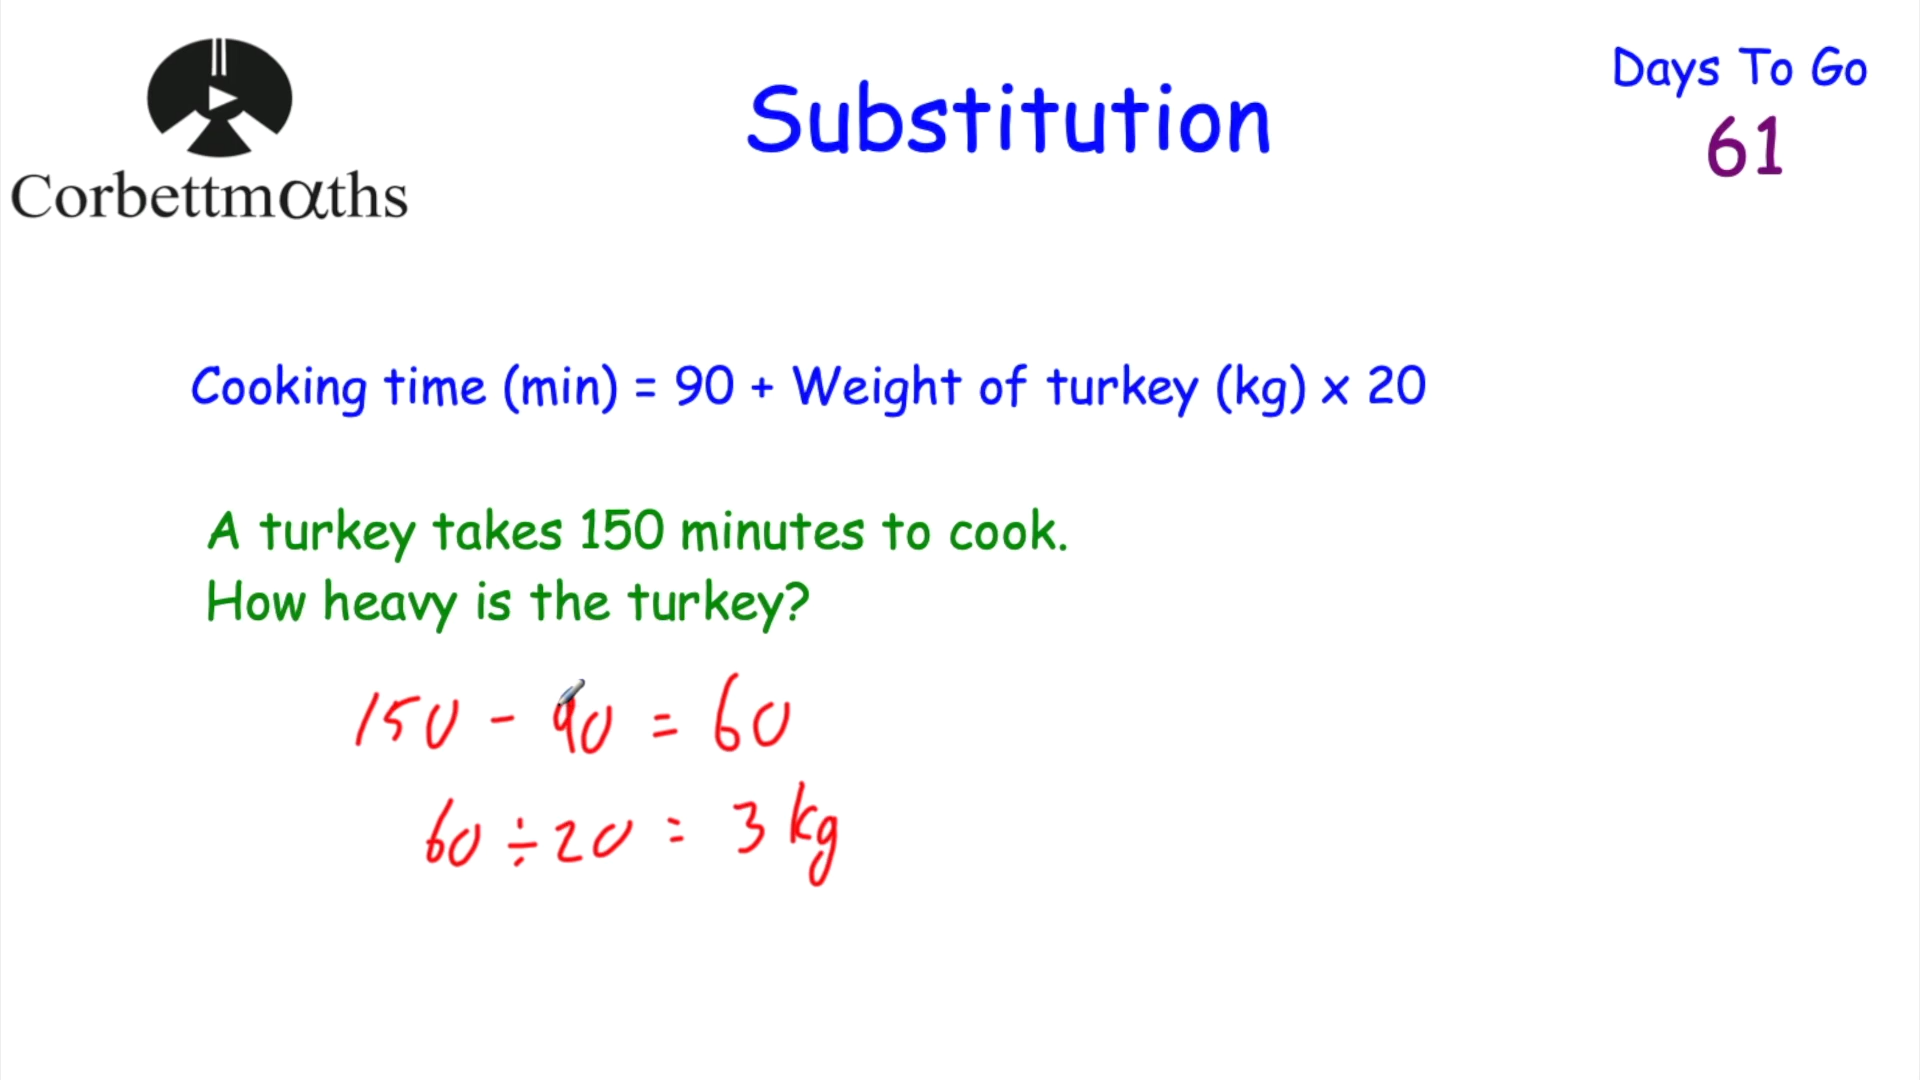 Corbettmαths
Substitution
Days To Go
61
Cooking time (min) = 90 + Weight of turkey (kg) x 20
A turkey takes 150 minutes to cook.
How heavy is the turkey?
150 - 90 = 60
60 ÷ 20 = 3 kg